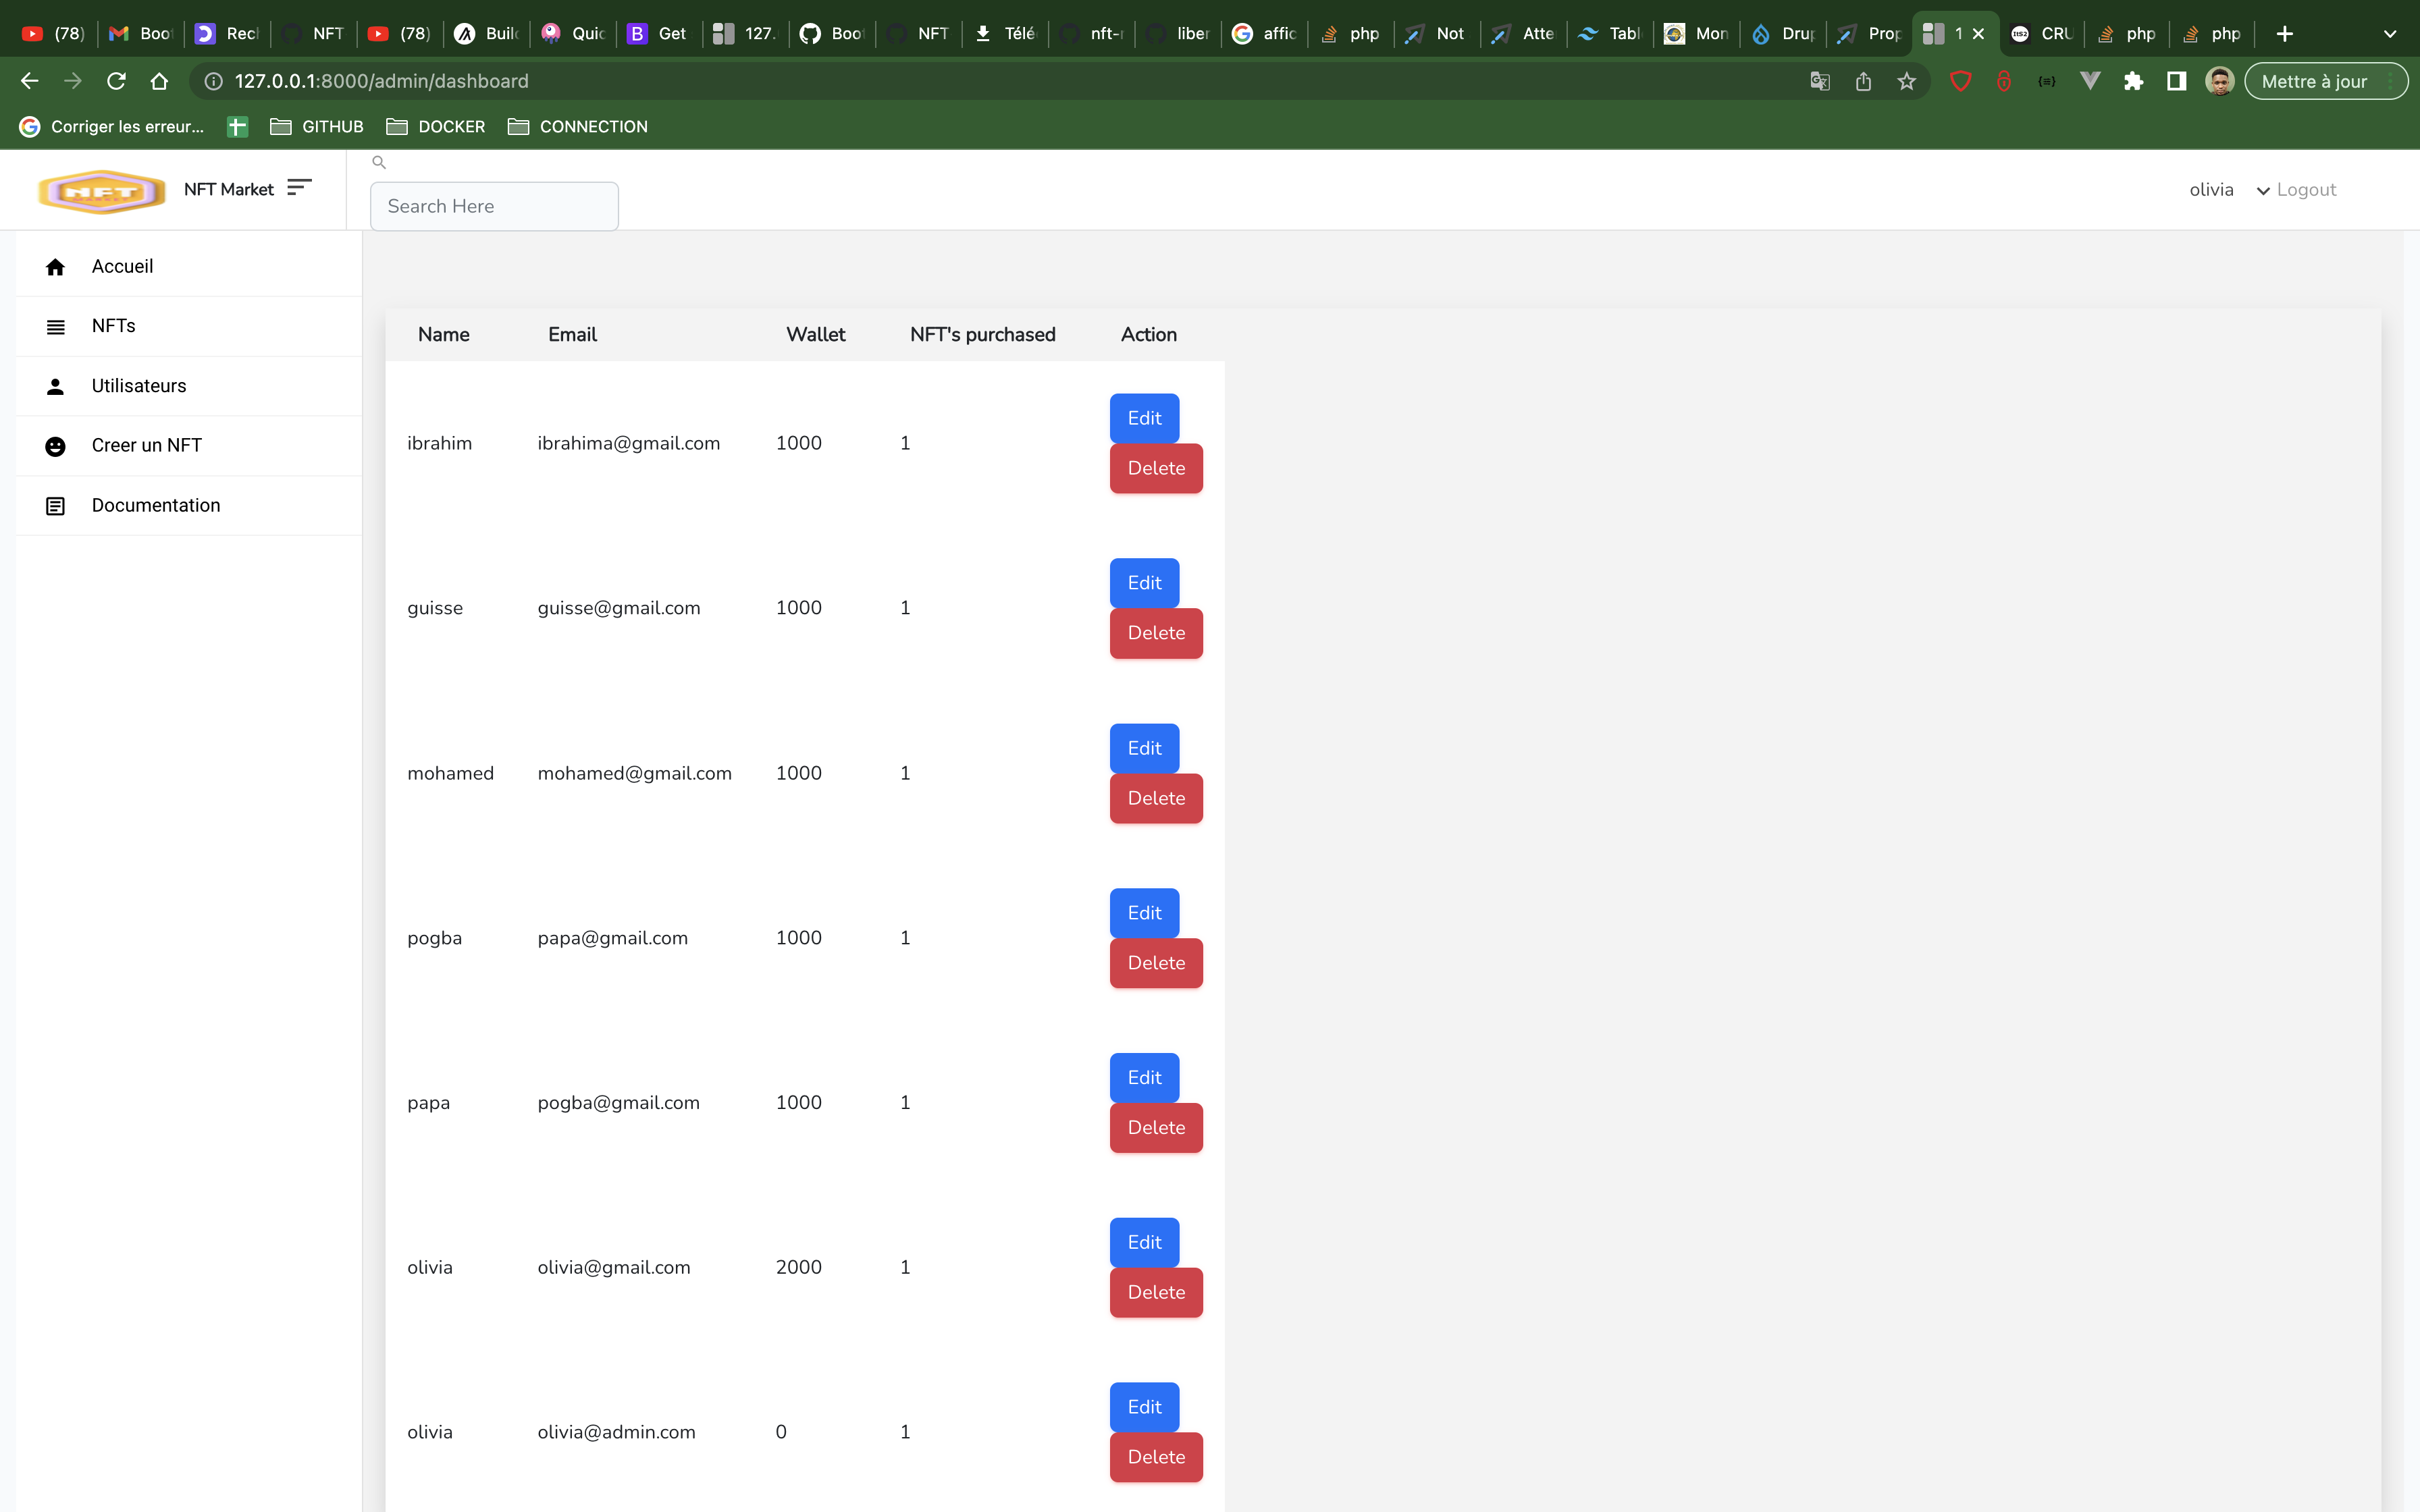 (78) Boo Rec NFT (78) Build Quic Get 127. Boo NFT Télé nft-r liber affic php Not Atte Tabl Mon Drup Prop 1 CRU php php
127.0.0.1:8000/admin/dashboard Mettre à jour
Corriger les erreur... GITHUB DOCKER CONNECTION
NFT NFT Market Search Here olivia Logout
Accueil
NFTs
Utilisateurs
Creer un NFT
Documentation
Name Email Wallet NFT's purchased Action
ibrahim ibrahima@gmail.com 1000 1 Edit
Delete
guisse guisse@gmail.com 1000 1 Edit
Delete
mohamed mohamed@gmail.com 1000 1 Edit
Delete
pogba papa@gmail.com 1000 1 Edit
Delete
papa pogba@gmail.com 1000 1 Edit
Delete
olivia olivia@gmail.com 2000 1 Edit
Delete
olivia olivia@admin.com 0 1 Edit
Delete